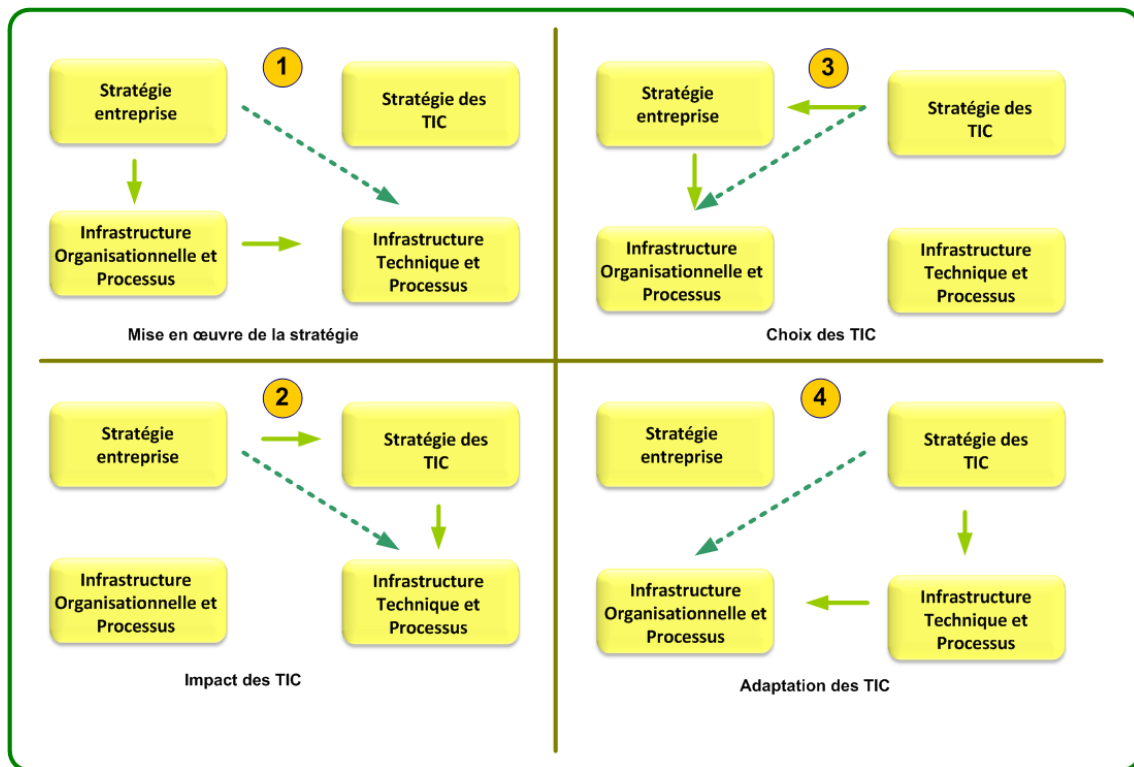 1
Stratégie
entreprise
Stratégie des
TIC
Infrastructure
Organisationnelle et
Processus
Infrastructure
Technique et
Processus
Mise en œuvre de la stratégie
3
Stratégie
entreprise
Stratégie des
TIC
Infrastructure
Organisationnelle et
Processus
Infrastructure
Technique et
Processus
Choix des TIC
2
Stratégie
entreprise
Stratégie des
TIC
Infrastructure
Organisationnelle et
Processus
Infrastructure
Technique et
Processus
Impact des TIC
4
Stratégie
entreprise
Stratégie des
TIC
Infrastructure
Organisationnelle et
Processus
Infrastructure
Technique et
Processus
Adaptation des TIC